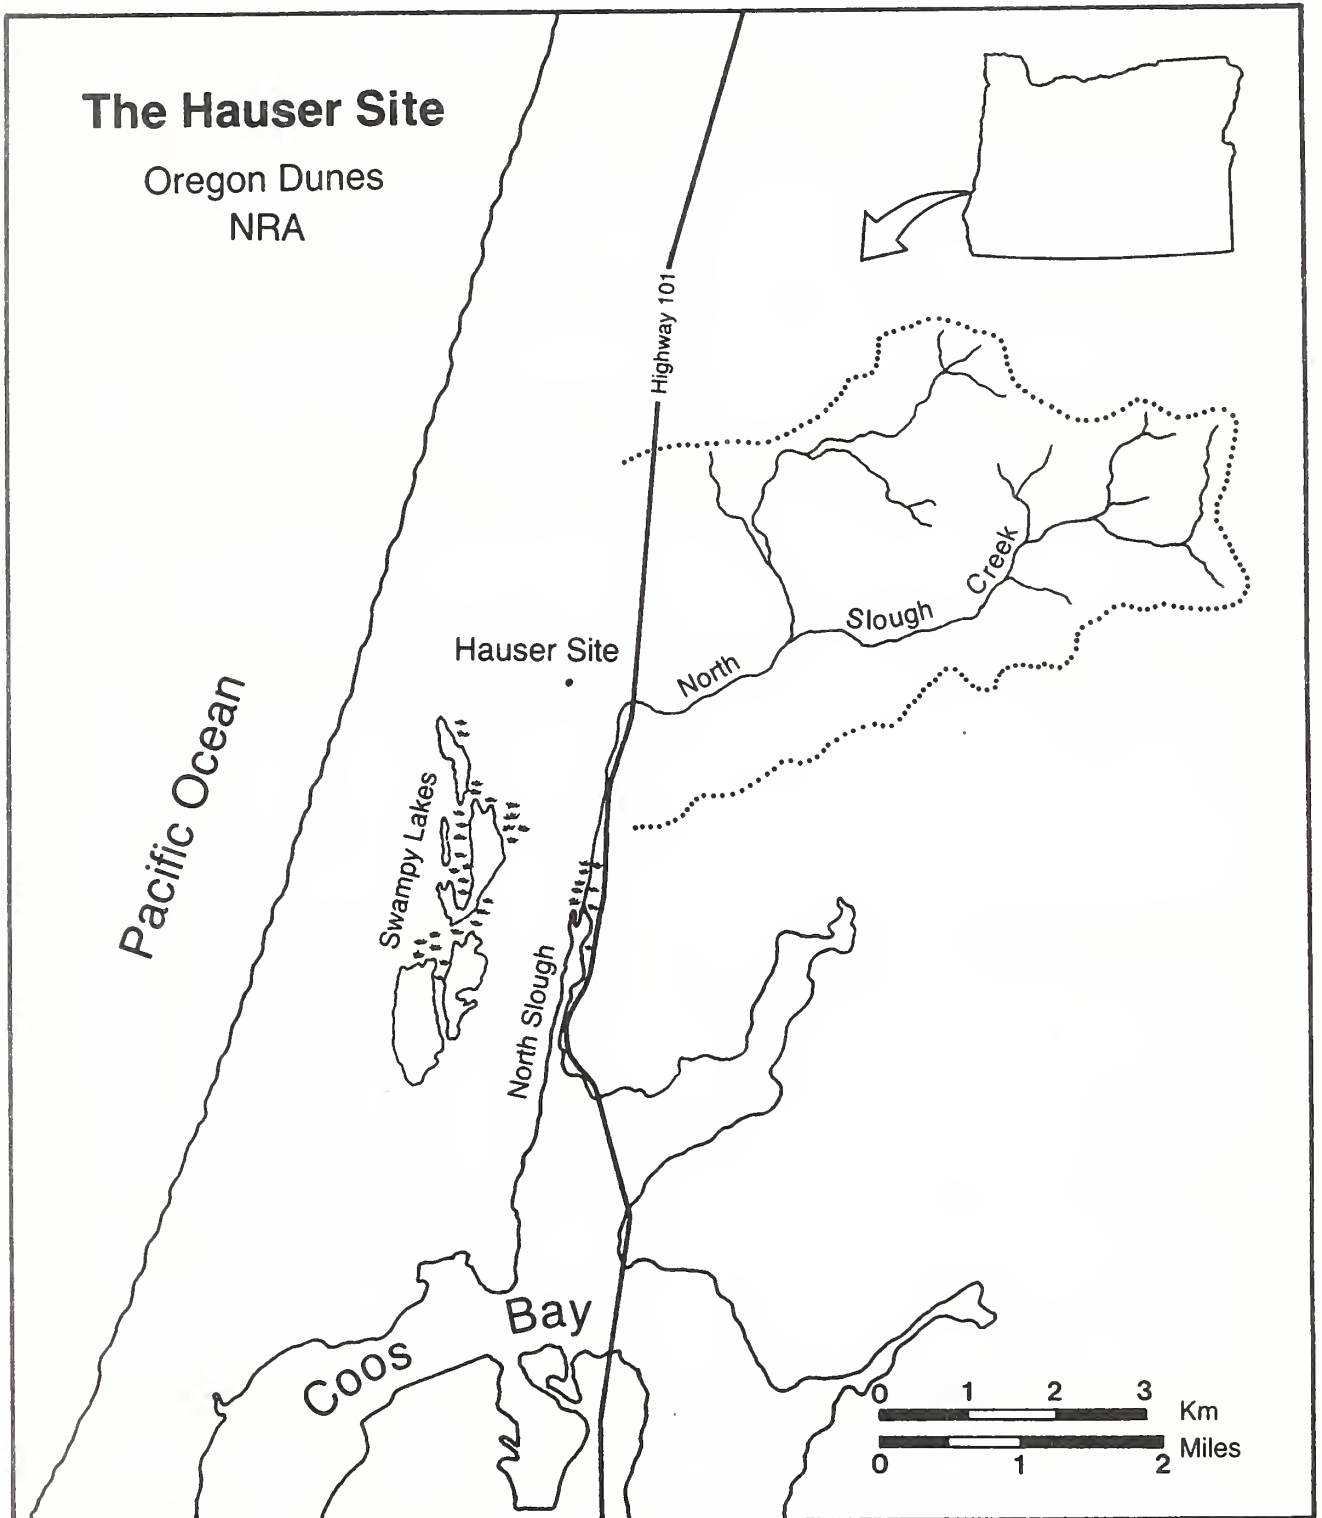 The Hauser Site
Oregon Dunes
NRA
Highway 101
Creek
Slough
North
Hauser Site
Pacific Ocean
Swampy Lakes
North Slough
Bay
Coos
0 1 2 3
Km
Miles
0 1 2